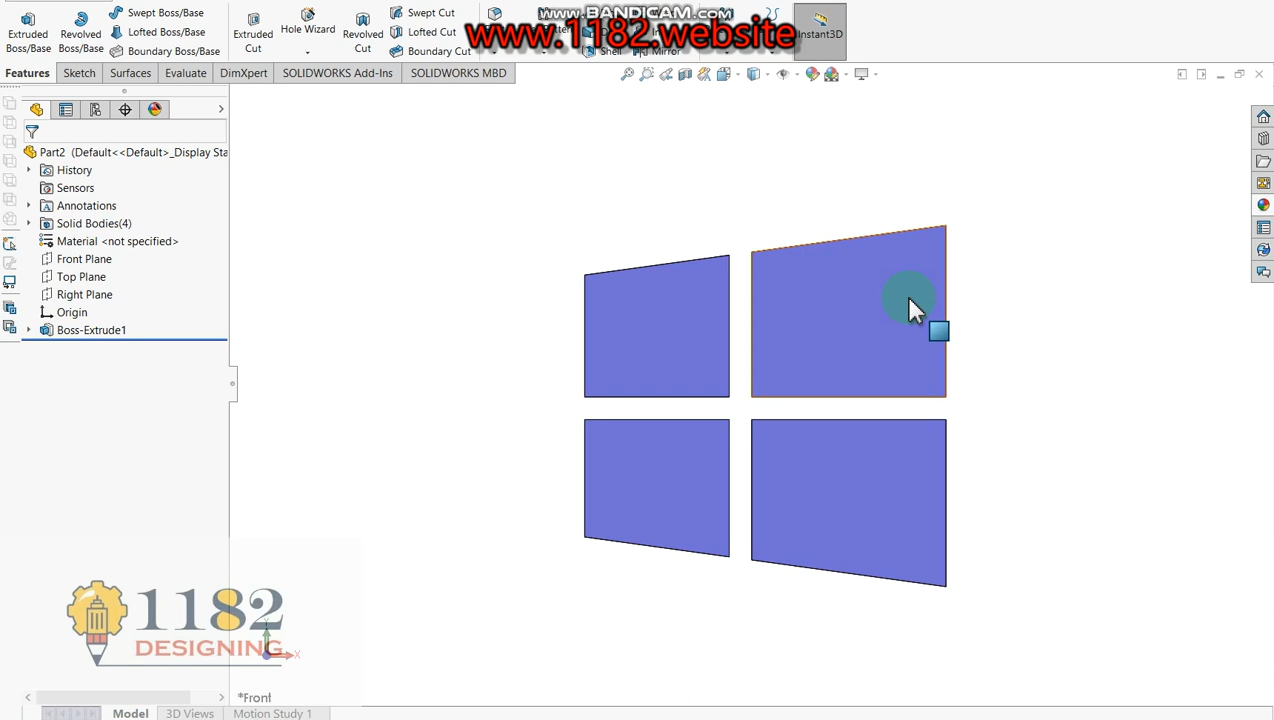 www.BANDICAM.com
www.1182.website
Extruded Boss/Base
Revolved Boss/Base
Swept Boss/Base
Lofted Boss/Base
Boundary Boss/Base
Extruded Cut
Hole Wizard
Revolved Cut
Swept Cut
Lofted Cut
Boundary Cut
Shell
Mirror
Instant3D
Features
Sketch
Surfaces
Evaluate
DimXpert
SOLIDWORKS Add-Ins
SOLIDWORKS MBD
Part2 (Default<<Default>_Display Sta
History
Sensors
Annotations
Solid Bodies(4)
Material <not specified>
Front Plane
Top Plane
Right Plane
Origin
Boss-Extrude1
1182
DESIGNING
Y
X
*Front
Model
3D Views
Motion Study 1